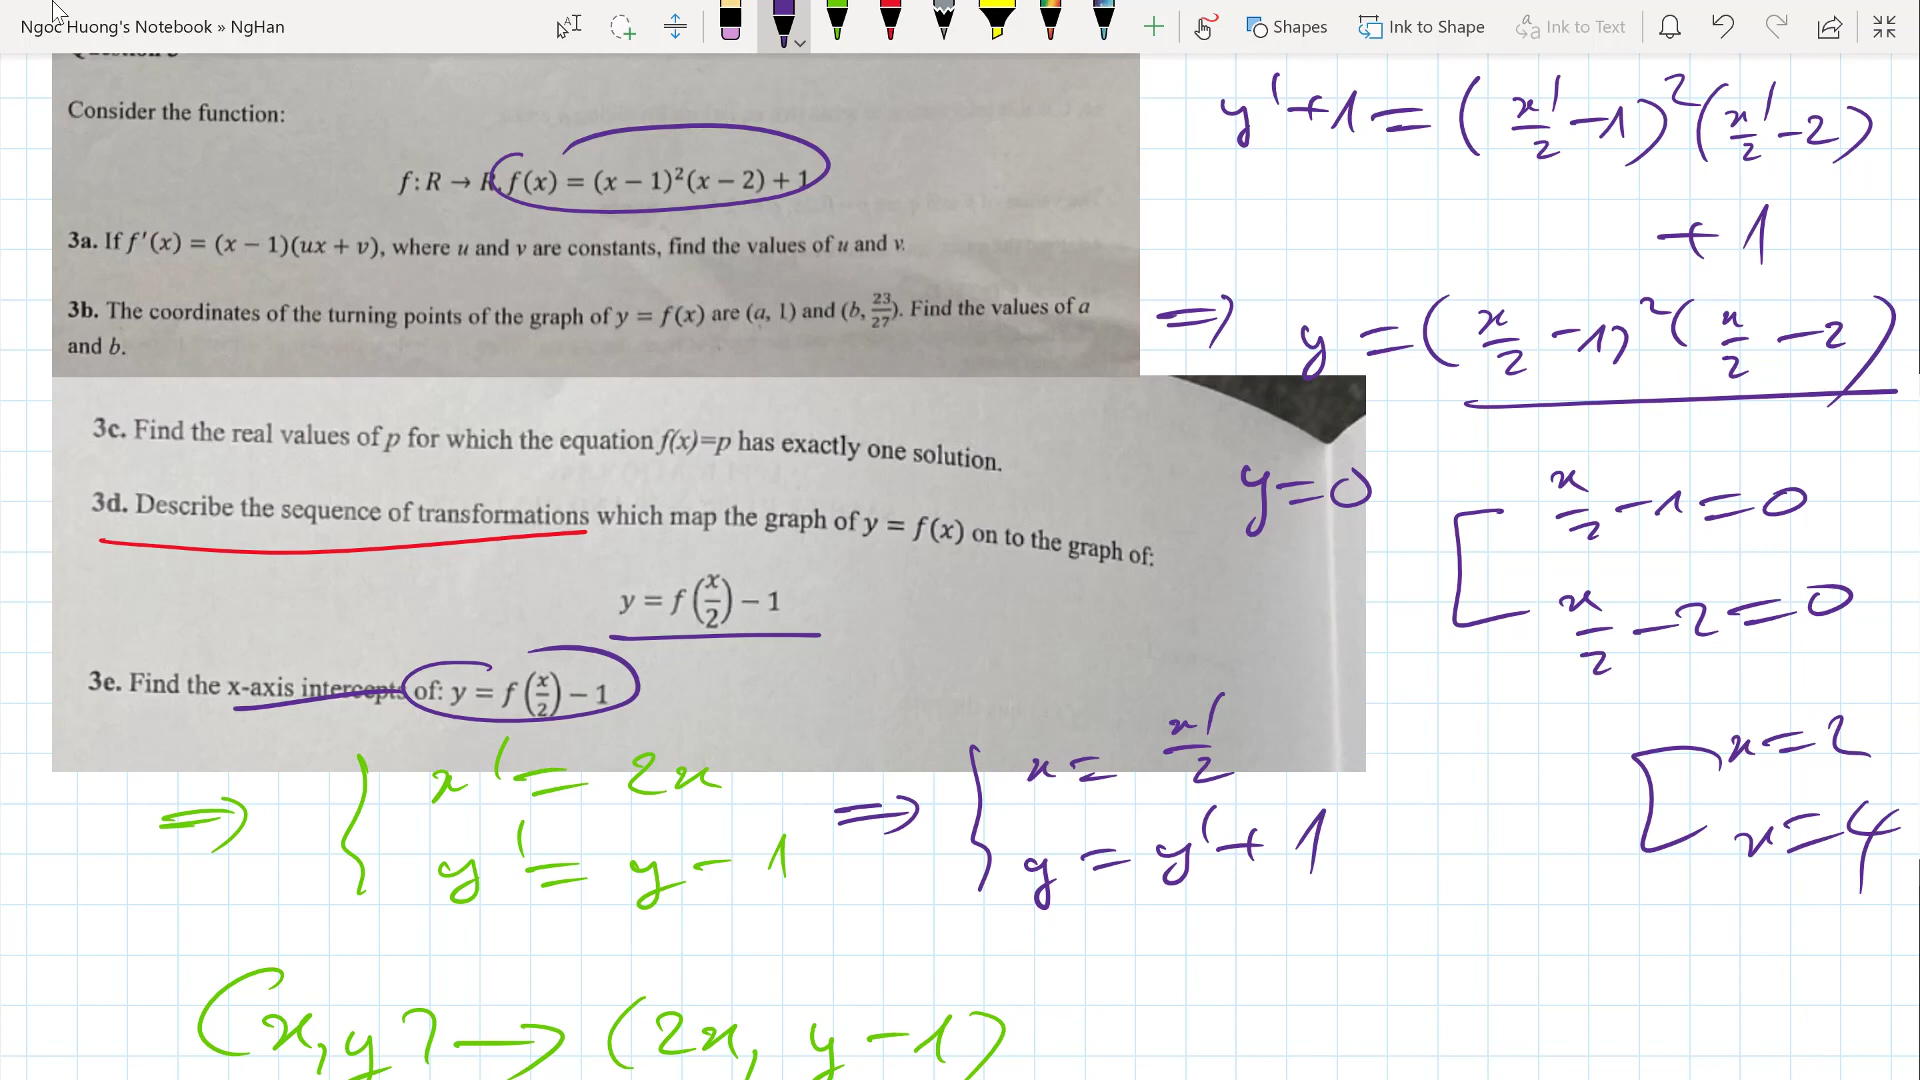 Ngoc Huong's Notebook » NgHan
Shapes
Ink to Shape
Ink to Text
Consider the function:
f: R → R, f(x) = (x − 1)²(x − 2) + 1
3a. If f'(x) = (x − 1)(ux + v), where u and v are constants, find the values of u and v.
3b. The coordinates of the turning points of the graph of y = f(x) are (a, 1) and (b, 23/27). Find the values of a
and b.
3c. Find the real values of p for which the equation f(x)=p has exactly one solution.
3d. Describe the sequence of transformations which map the graph of y = f(x) on to the graph of:
y = f(x/2) − 1
3e. Find the x-axis intercepts of: y = f(x/2) − 1
⇒ { x' = 2x
y' = y − 1
⇒ { x = x'/2
y = y' + 1
(x, y) → (2x, y − 1)
y' + 1 = (x'/2 − 1)²(x'/2 − 2)
+ 1
⇒ y = (x/2 − 1)²(x/2 − 2)
y = 0
[ x/2 − 1 = 0
x/2 − 2 = 0
[ x = 2
x = 4